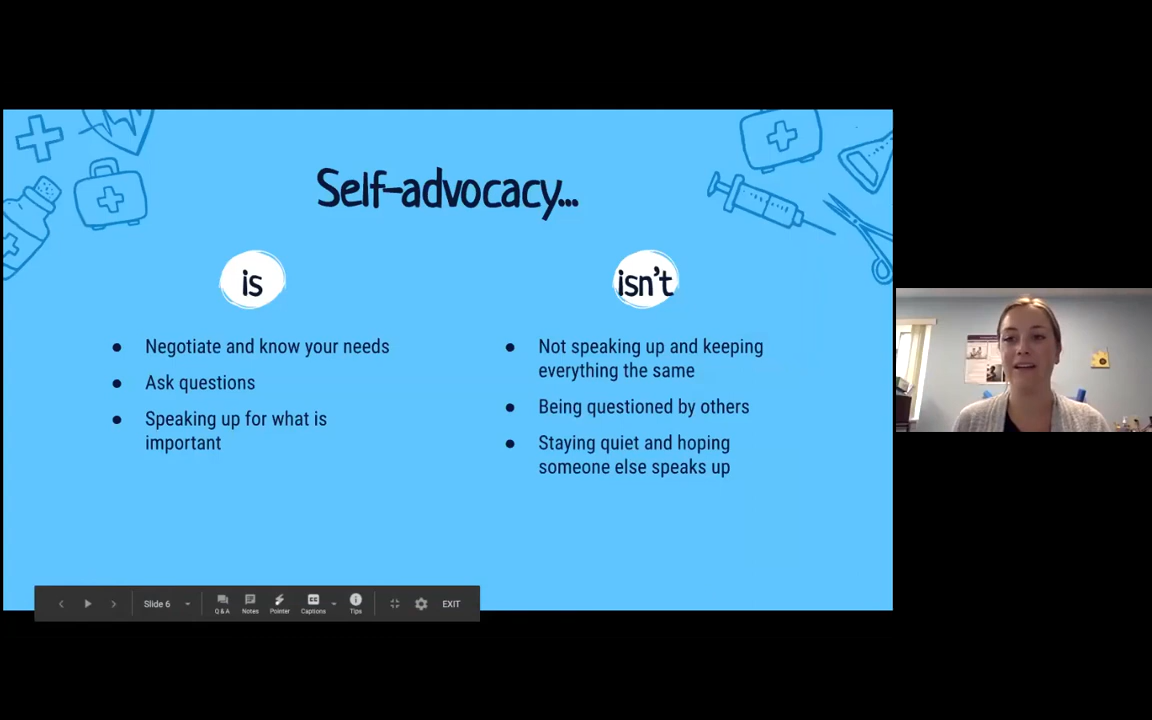 Self-advocacy...
is
isn't
Negotiate and know your needs
Ask questions
Speaking up for what is
important
Not speaking up and keeping
everything the same
Being questioned by others
Staying quiet and hoping
someone else speaks up
Slide 6
Q & A
Notes
Pointer
Captions
Tips
EXIT